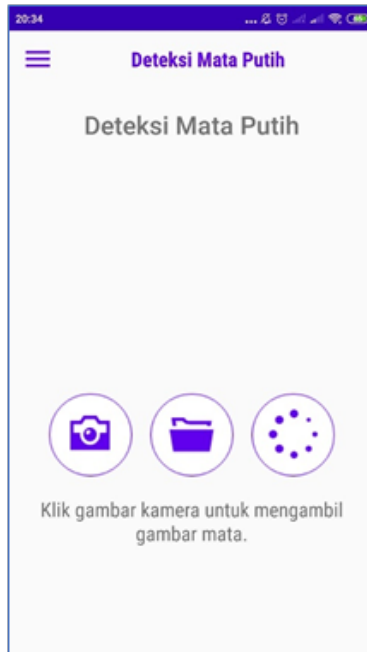 20:34
Deteksi Mata Putih
Deteksi Mata Putih
Klik gambar kamera untuk mengambil
gambar mata.